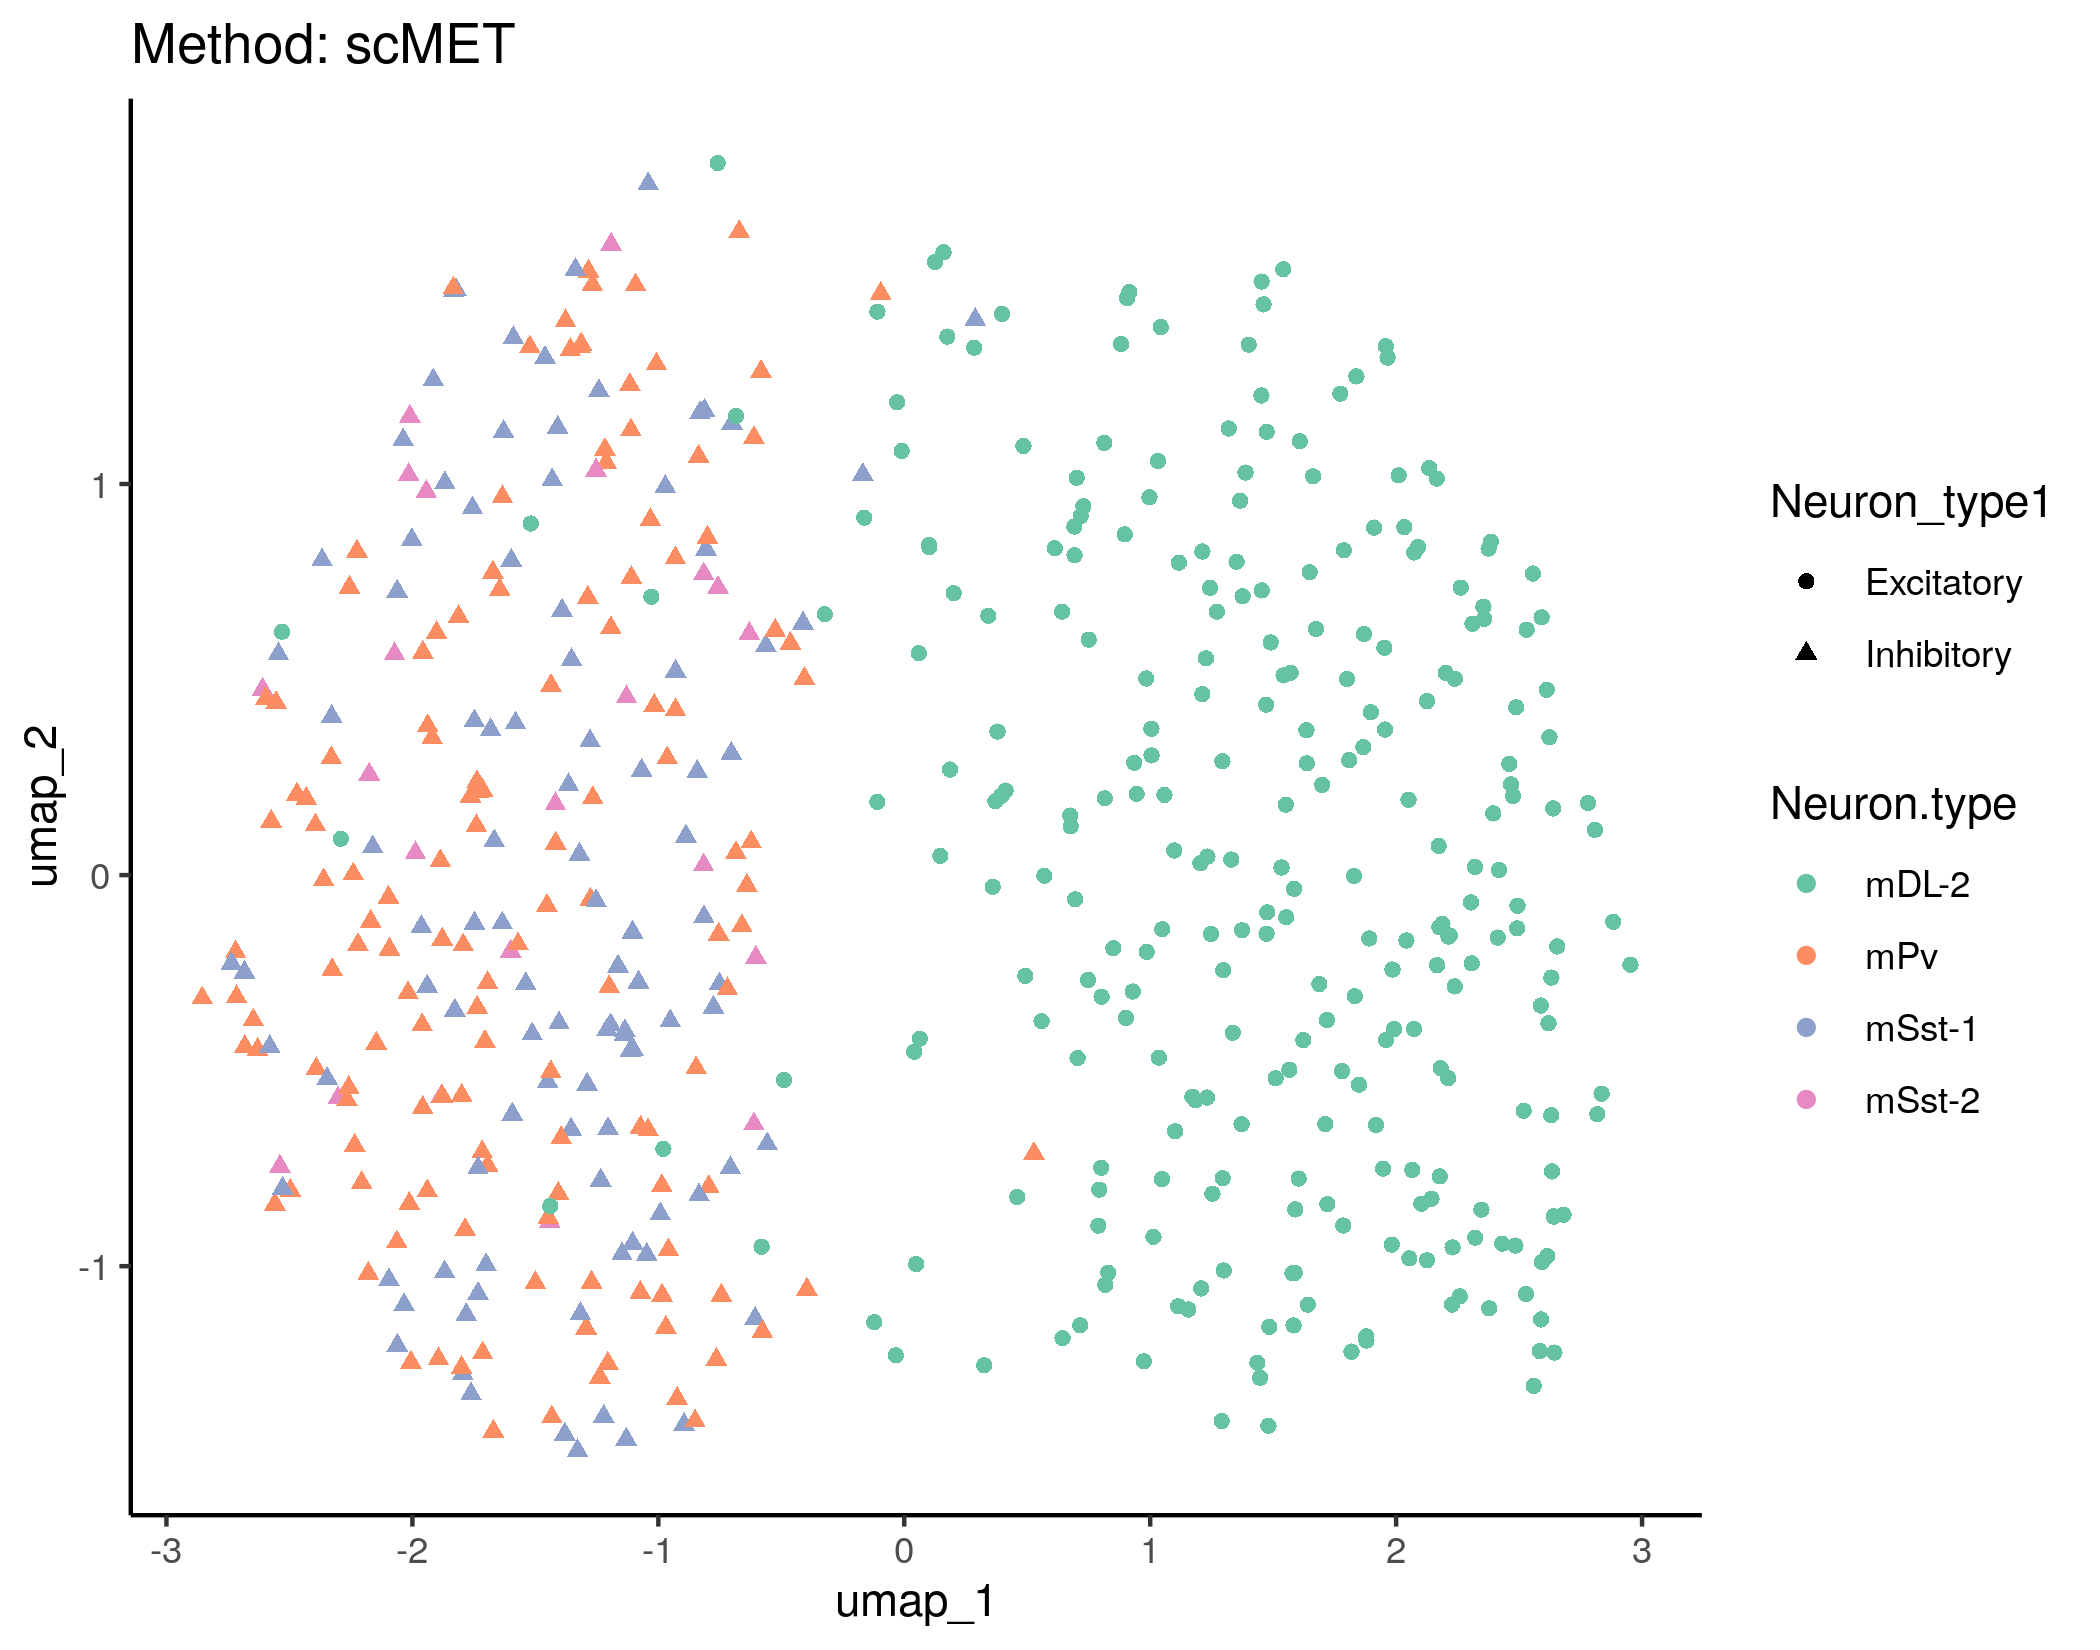 Method: scMET
umap_2
1
0
-1
-3
-2
-1
0
1
2
3
umap_1
Neuron_type1
Excitatory
Inhibitory
Neuron.type
mDL-2
mPv
mSst-1
mSst-2